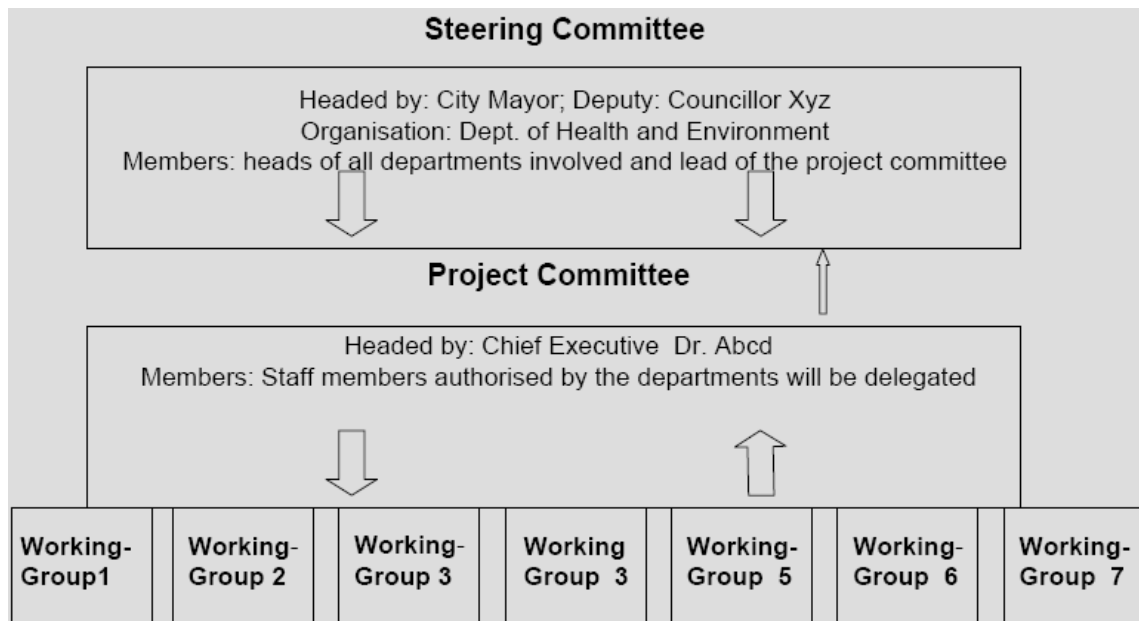 Steering Committee
Headed by: City Mayor; Deputy: Councillor Xyz
Organisation: Dept. of Health and Environment
Members: heads of all departments involved and lead of the project committee
Project Committee
Headed by: Chief Executive Dr. Abcd
Members: Staff members authorised by the departments will be delegated
Working-
Group1
Working-
Group 2
Working-
Group 3
Working
Group 3
Working-
Group 5
Working-
Group 6
Working-
Group 7